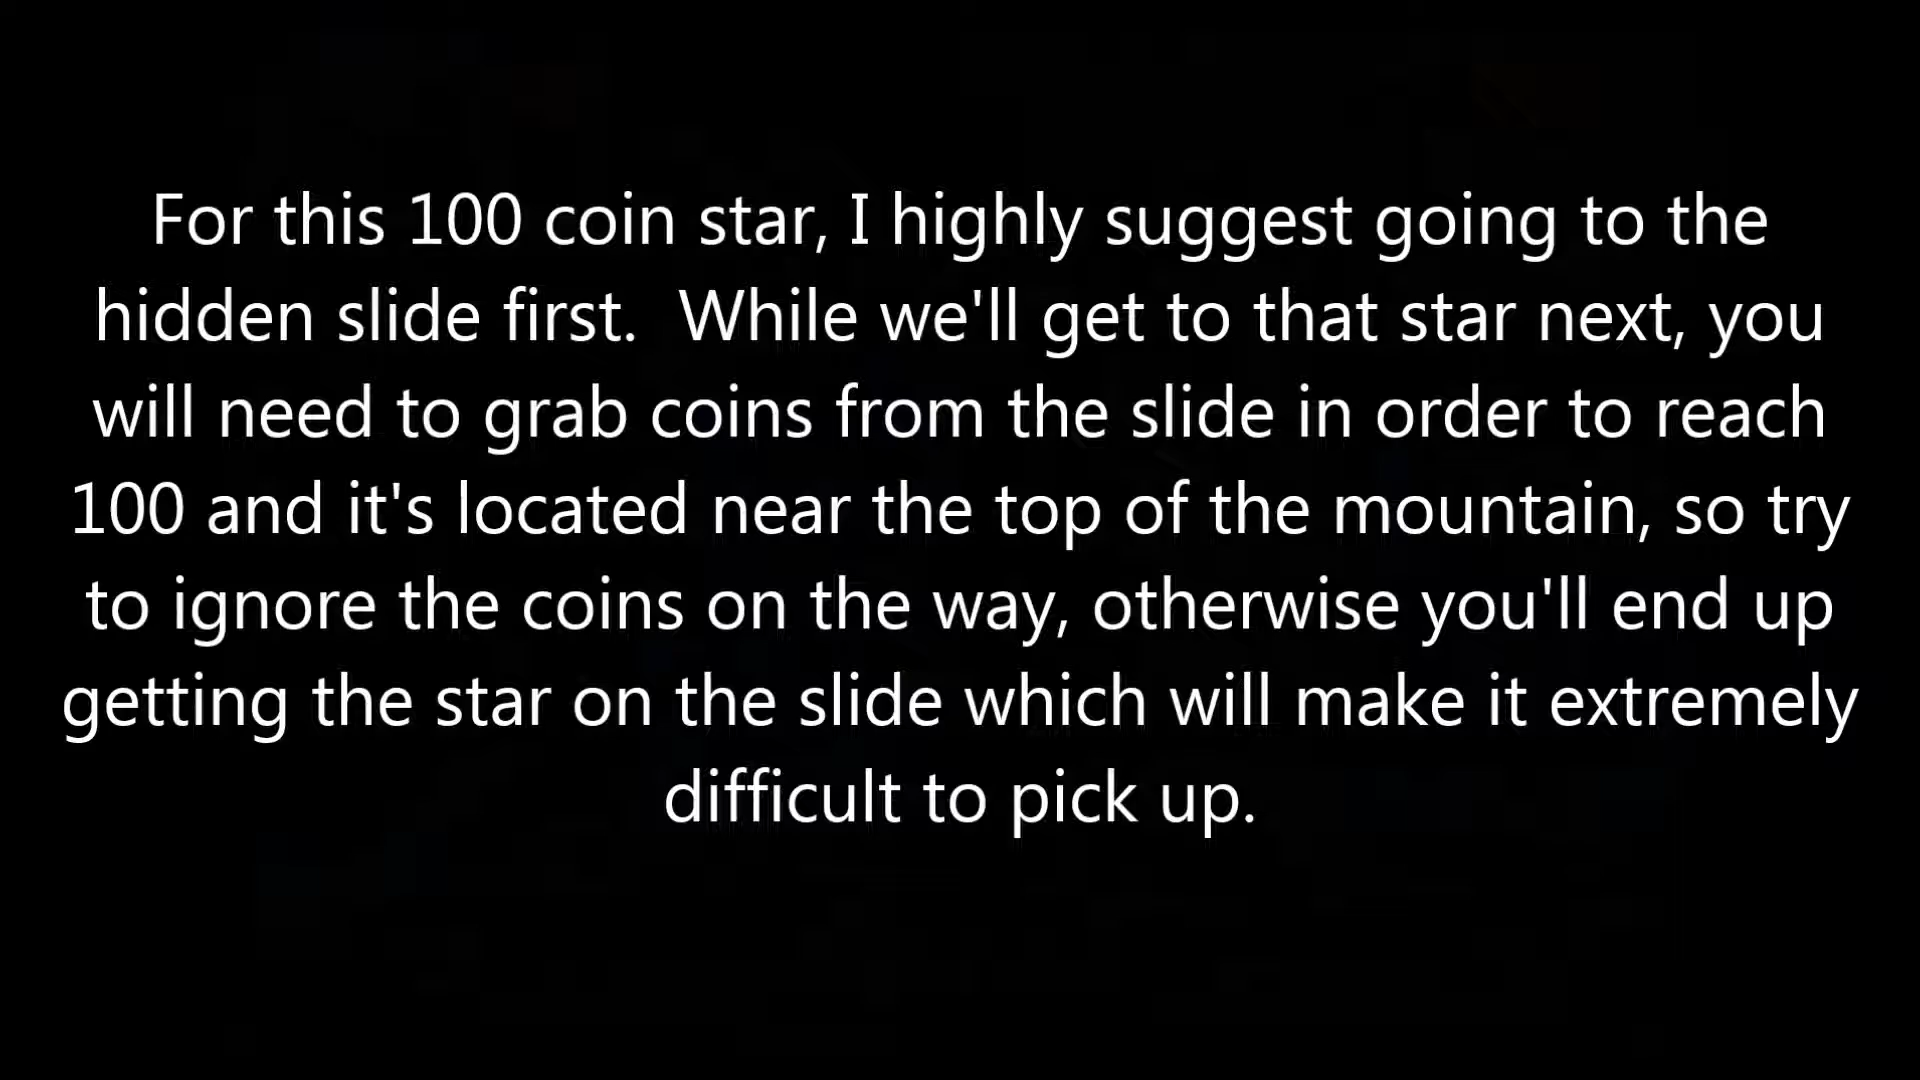 For this 100 coin star, I highly suggest going to the
hidden slide first.  While we'll get to that star next, you
will need to grab coins from the slide in order to reach
100 and it's located near the top of the mountain, so try
to ignore the coins on the way, otherwise you'll end up
getting the star on the slide which will make it extremely
difficult to pick up.